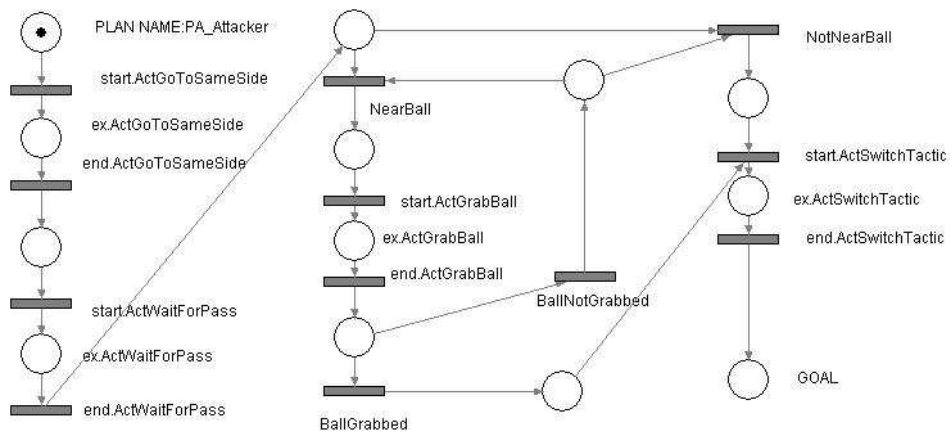 PLAN NAME:PA_Attacker
start.ActGoToSameSide
ex.ActGoToSameSide
end.ActGoToSameSide
start.ActWaitForPass
ex.ActWaitForPass
end.ActWaitForPass
NearBall
start.ActGrabBall
ex.ActGrabBall
end.ActGrabBall
BallNotGrabbed
BallGrabbed
NotNearBall
start.ActSwitchTactic
ex.ActSwitchTactic
end.ActSwitchTactic
GOAL